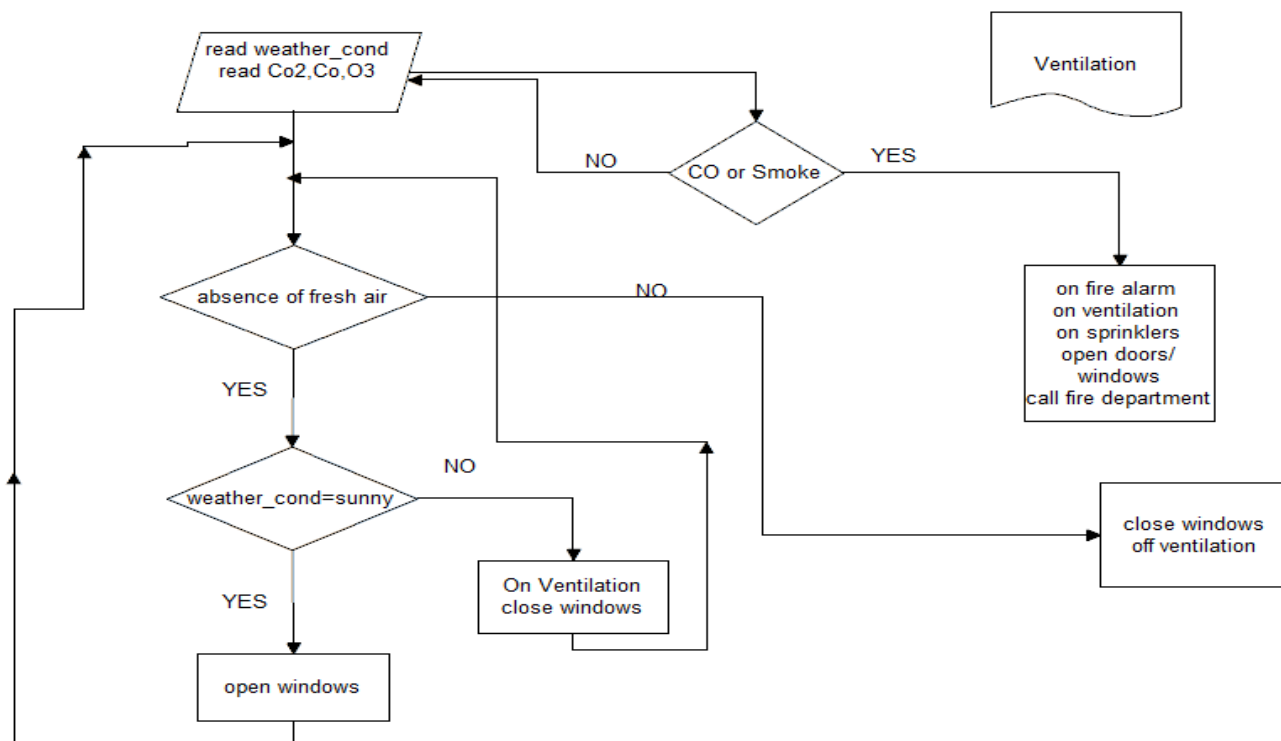 read weather_cond
read Co2,Co,O3
Ventilation
NO
CO or Smoke
YES
absence of fresh air
NO
on fire alarm
on ventilation
on sprinklers
open doors/
windows
call fire department
YES
NO
weather_cond=sunny
close windows
off ventilation
On Ventilation
close windows
YES
open windows